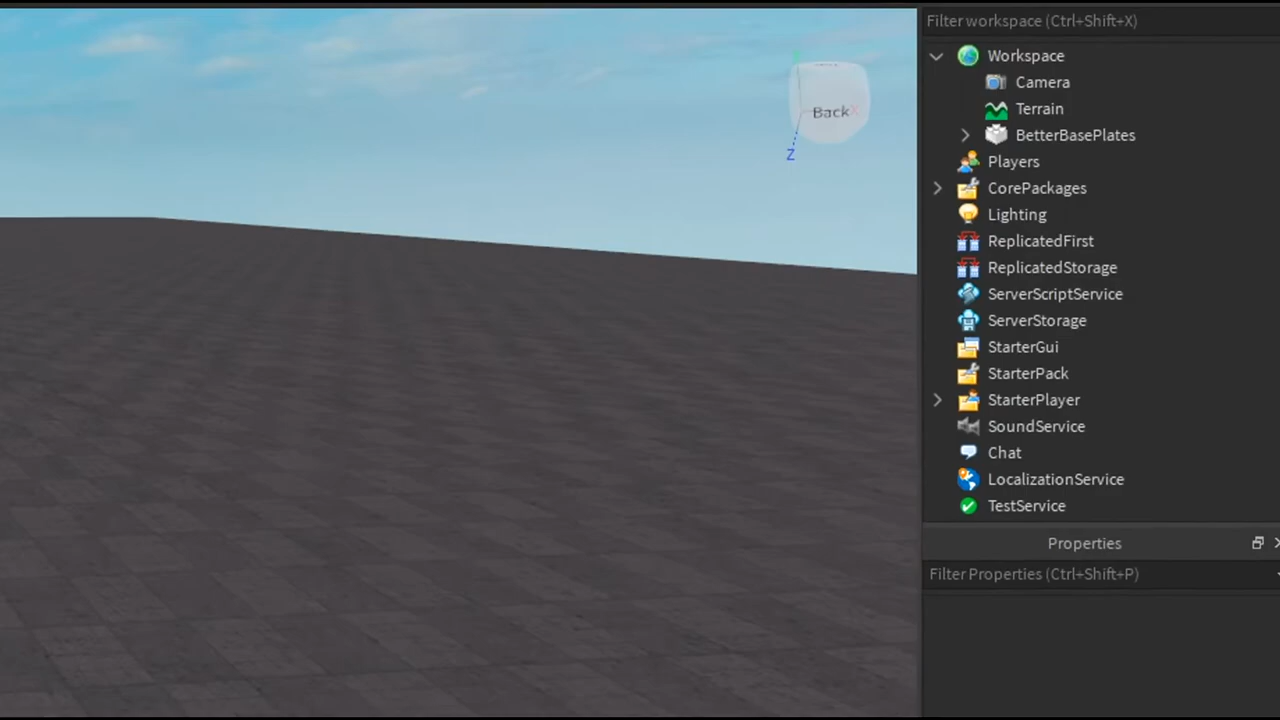 Filter workspace (Ctrl+Shift+X)
Workspace
Camera
Terrain
BetterBasePlates
Players
CorePackages
Lighting
ReplicatedFirst
ReplicatedStorage
ServerScriptService
ServerStorage
StarterGui
StarterPack
StarterPlayer
SoundService
Chat
LocalizationService
TestService
Properties
Filter Properties (Ctrl+Shift+P)
Back X
Z